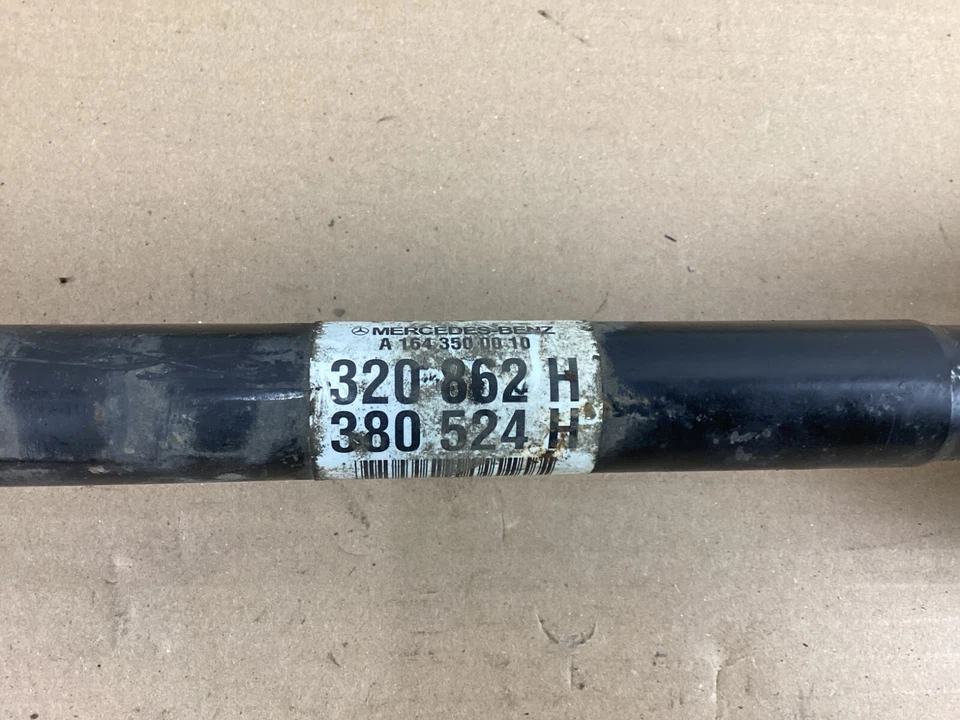 MERCEDES-BENZ
A 164 350 00 10
320 862 H
380 524 H